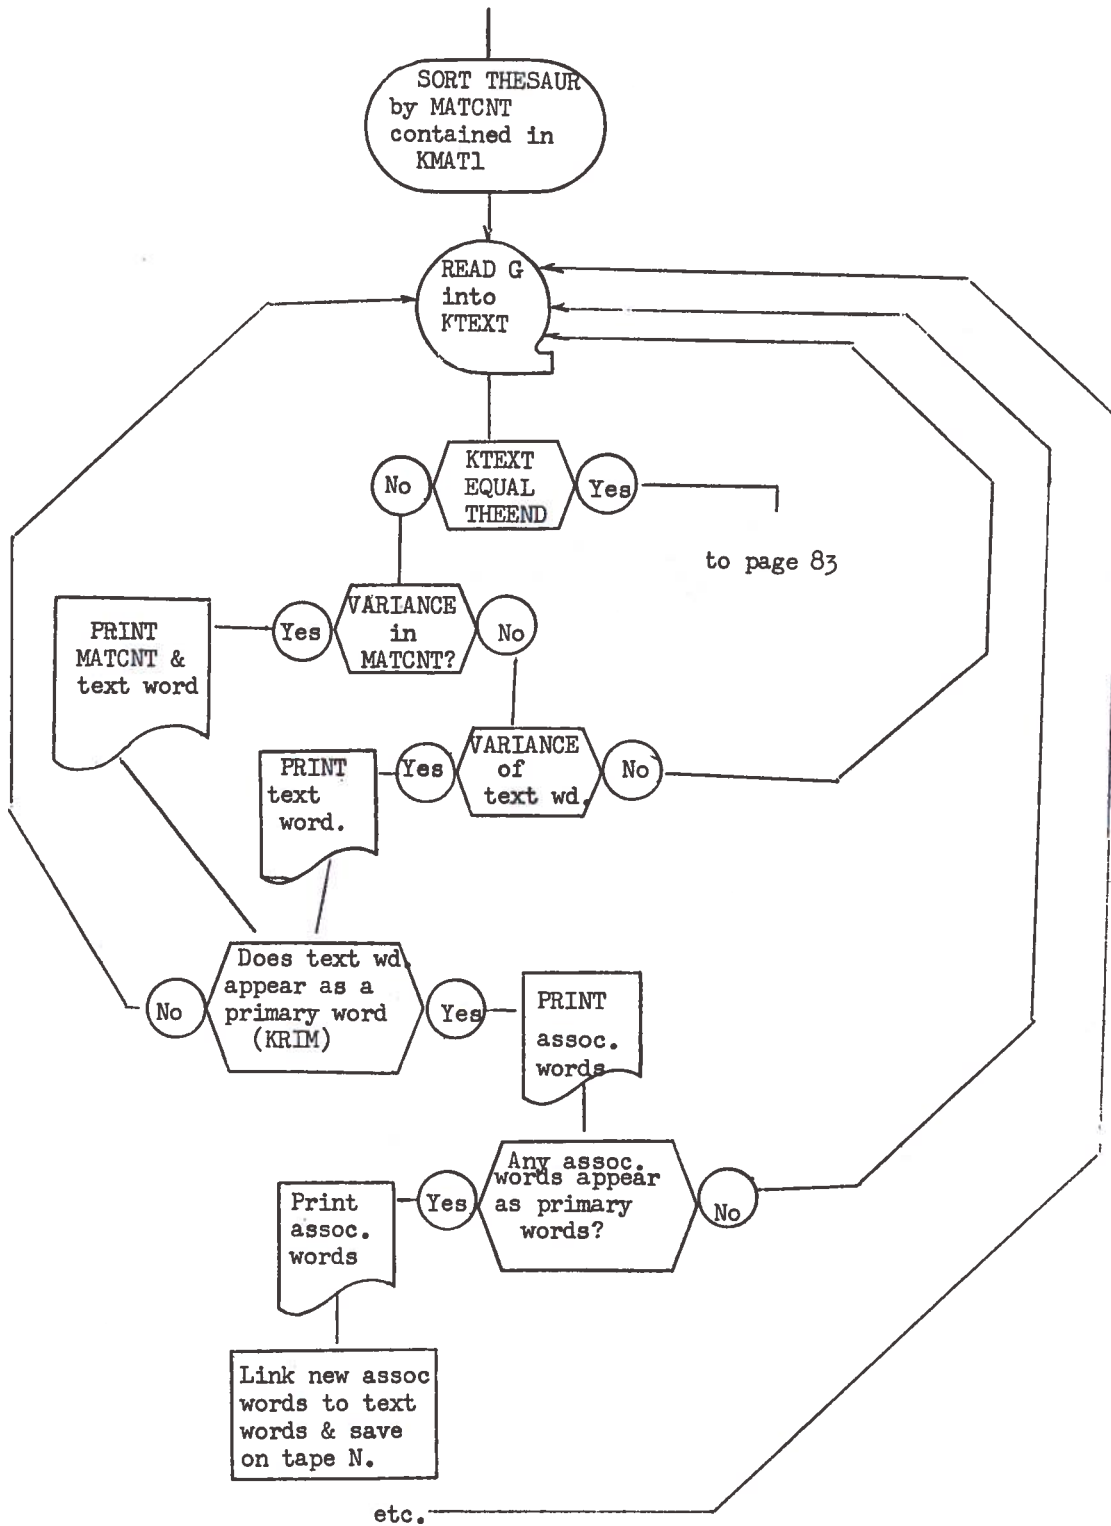 SORT THESAUR
by MATCNT
contained in
KMAT1
READ G
into
KTEXT
No
KTEXT
EQUAL
THEEND
Yes
to page 83
PRINT
MATCNT &
text word
Yes
VARIANCE
in
MATCNT?
No
PRINT
text
word.
Yes
VARIANCE
of
text wd.
No
No
Does text wd.
appear as a
primary word
(KRIM)
Yes
PRINT
assoc.
words
Print
assoc.
words
Yes
Any assoc.
words appear
as primary
words?
No
Link new assoc
words to text
words & save
on tape N.
etc.